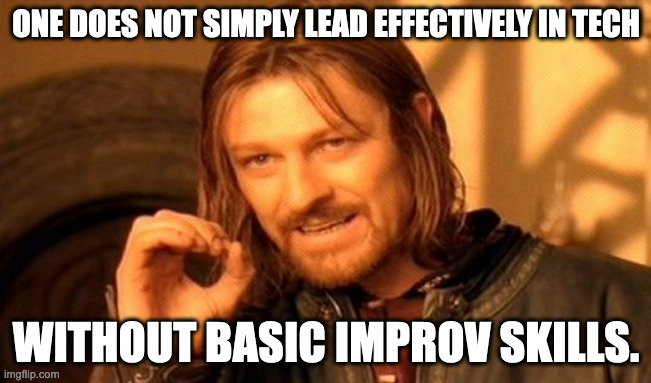 ONE DOES NOT SIMPLY LEAD EFFECTIVELY IN TECH
WITHOUT BASIC IMPROV SKILLS.
imgflip.com